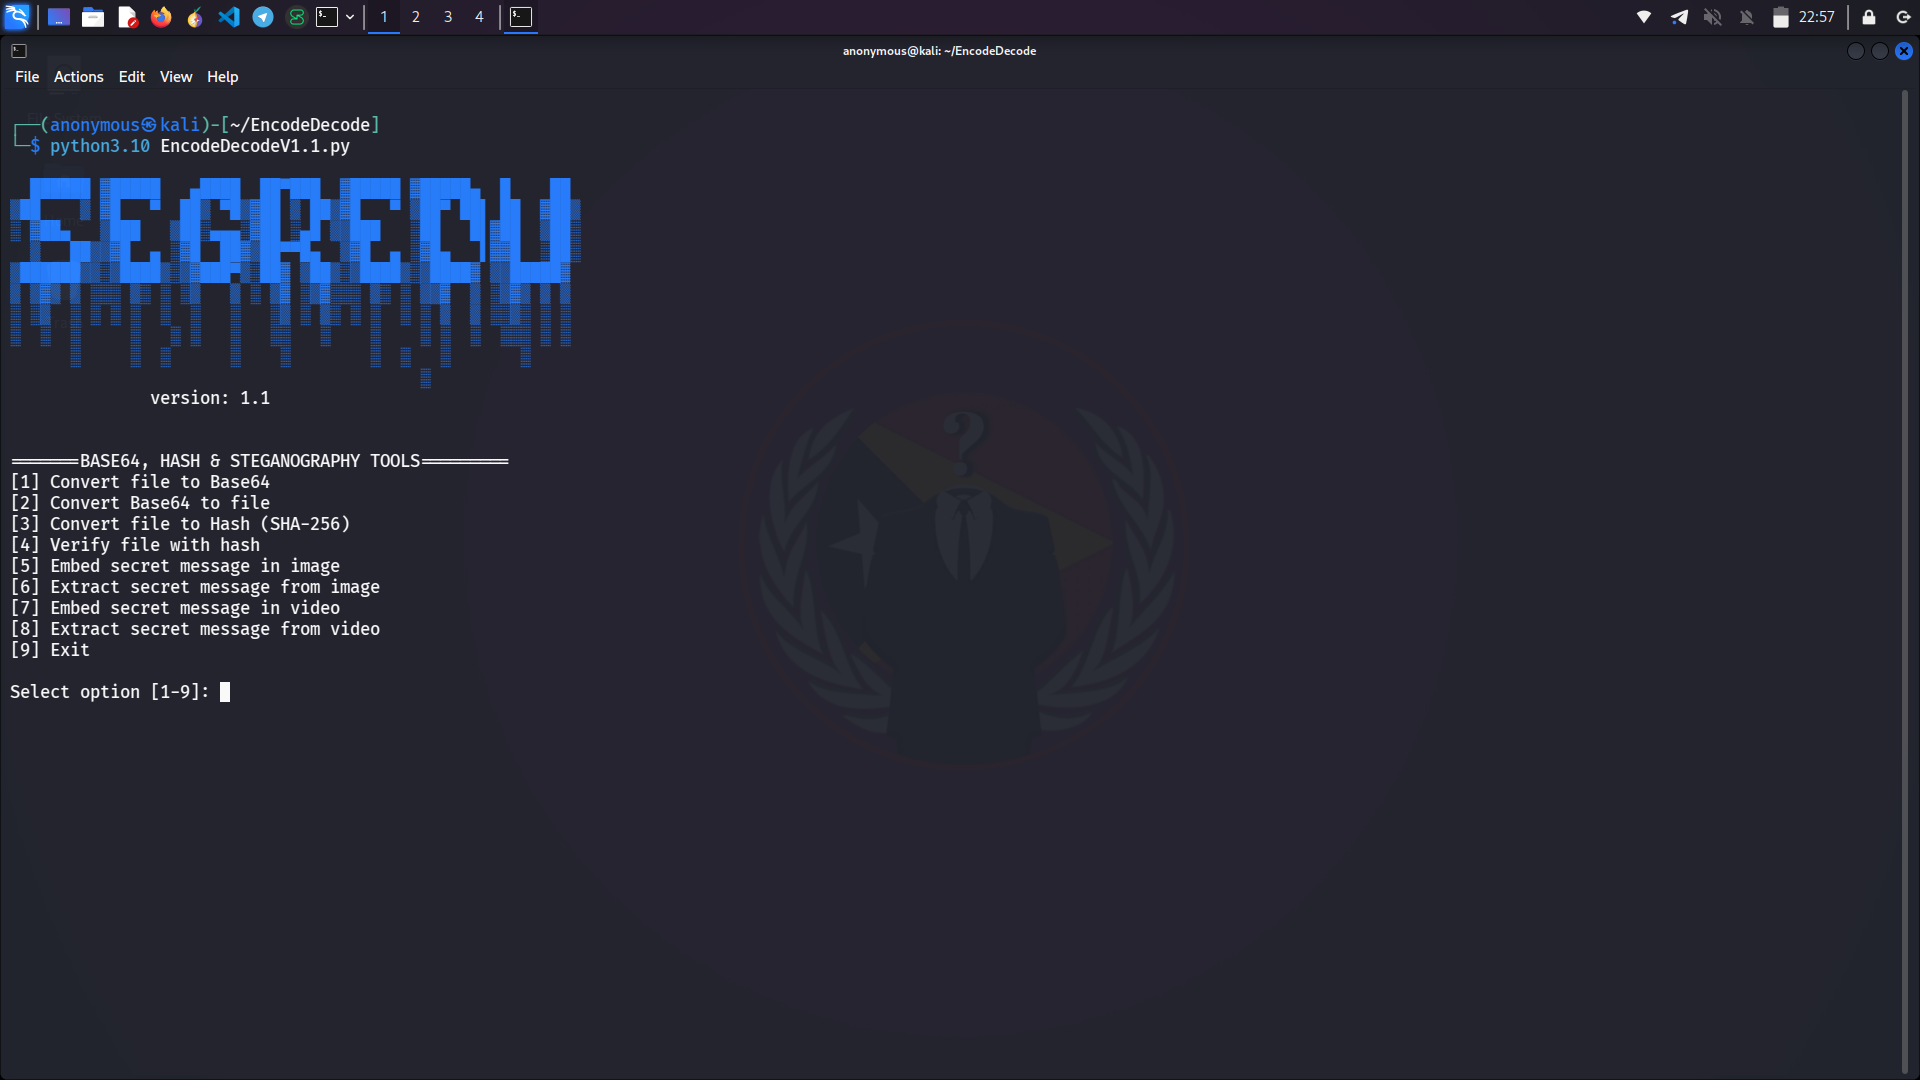 1 2 3 4 22:57
anonymous@kali: ~/EncodeDecode
File Actions Edit View Help
┌──(anonymous㉿kali)-[~/EncodeDecode]
└─$ python3.10 EncodeDecodeV1.1.py
SEGREDU
version: 1.1
=======BASE64, HASH & STEGANOGRAPHY TOOLS=========
[1] Convert file to Base64
[2] Convert Base64 to file
[3] Convert file to Hash (SHA-256)
[4] Verify file with hash
[5] Embed secret message in image
[6] Extract secret message from image
[7] Embed secret message in video
[8] Extract secret message from video
[9] Exit
Select option [1-9]: